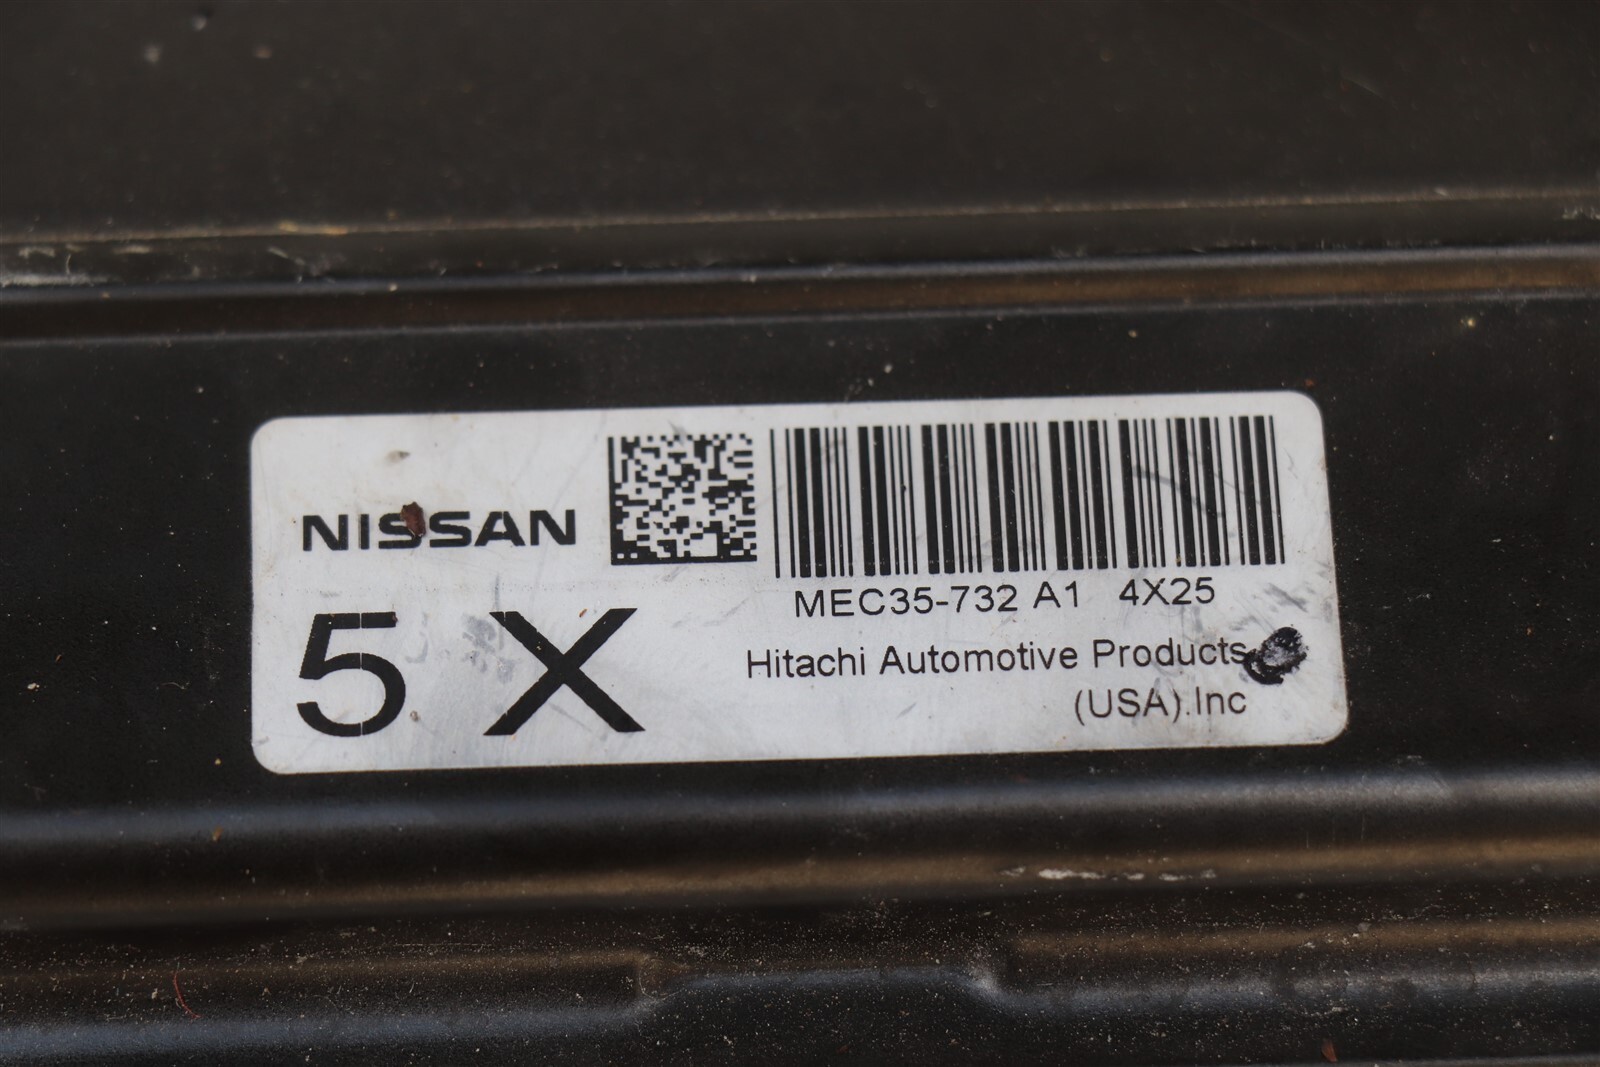 NISSAN
5 X
MEC35-732 A1 4X25
Hitachi Automotive Products
(USA).Inc